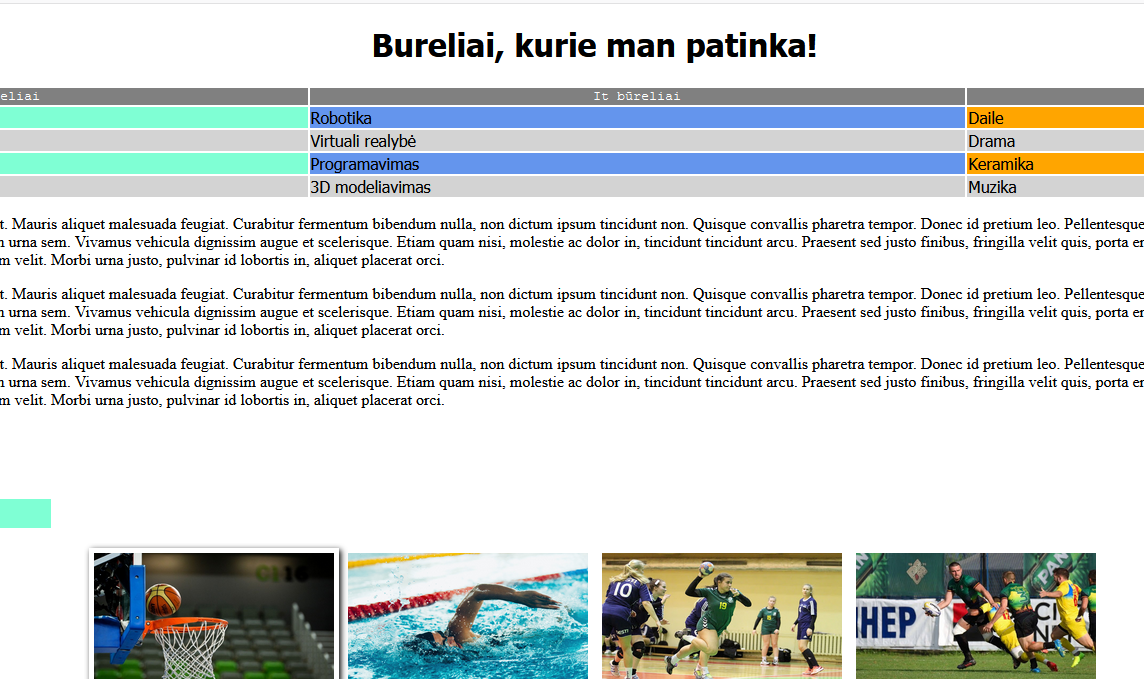 Bureliai, kurie man patinka!
eliai It būreliai
Robotika Daile
Virtuali realybė Drama
Programavimas Keramika
3D modeliavimas Muzika
t. Mauris aliquet malesuada feugiat. Curabitur fermentum bibendum nulla, non dictum ipsum tincidunt non. Quisque convallis pharetra tempor. Donec id pretium leo. Pellentesque
urna sem. Vivamus vehicula dignissim augue et scelerisque. Etiam quam nisi, molestie ac dolor in, tincidunt tincidunt arcu. Praesent sed justo finibus, fringilla velit quis, porta
m velit. Morbi urna justo, pulvinar id lobortis in, aliquet placerat orci.
t. Mauris aliquet malesuada feugiat. Curabitur fermentum bibendum nulla, non dictum ipsum tincidunt non. Quisque convallis pharetra tempor. Donec id pretium leo. Pellentesque
urna sem. Vivamus vehicula dignissim augue et scelerisque. Etiam quam nisi, molestie ac dolor in, tincidunt tincidunt arcu. Praesent sed justo finibus, fringilla velit quis, porta
m velit. Morbi urna justo, pulvinar id lobortis in, aliquet placerat orci.
t. Mauris aliquet malesuada feugiat. Curabitur fermentum bibendum nulla, non dictum ipsum tincidunt non. Quisque convallis pharetra tempor. Donec id pretium leo. Pellentesque
urna sem. Vivamus vehicula dignissim augue et scelerisque. Etiam quam nisi, molestie ac dolor in, tincidunt tincidunt arcu. Praesent sed justo finibus, fringilla velit quis, porta
m velit. Morbi urna justo, pulvinar id lobortis in, aliquet placerat orci.
10
19
HEP